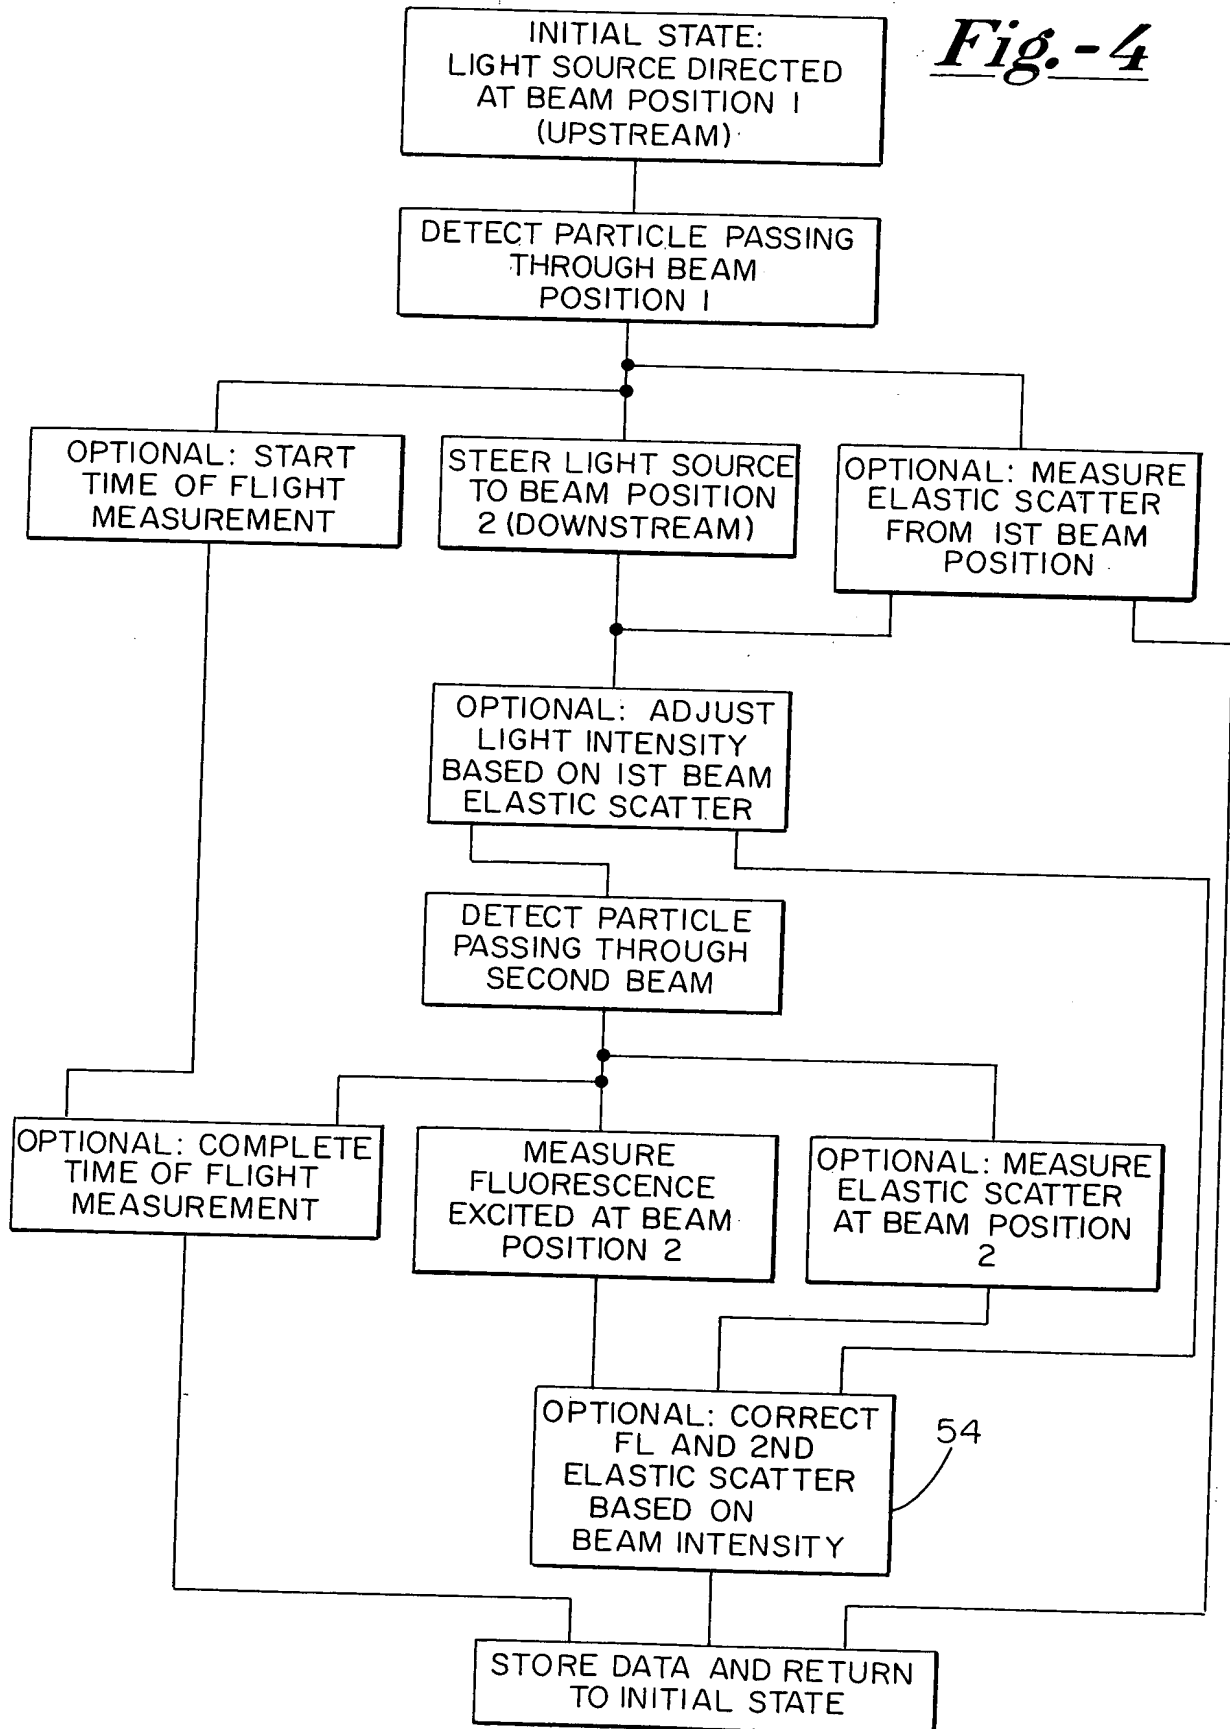 Fig.-4
INITIAL STATE:
LIGHT SOURCE DIRECTED
AT BEAM POSITION 1
(UPSTREAM)
DETECT PARTICLE PASSING
THROUGH BEAM
POSITION 1
OPTIONAL: START
TIME OF FLIGHT
MEASUREMENT
STEER LIGHT SOURCE
TO BEAM POSITION
2 (DOWNSTREAM)
OPTIONAL: MEASURE
ELASTIC SCATTER
FROM 1ST BEAM
POSITION
OPTIONAL: ADJUST
LIGHT INTENSITY
BASED ON 1ST BEAM
ELASTIC SCATTER
DETECT PARTICLE
PASSING THROUGH
SECOND BEAM
OPTIONAL: COMPLETE
TIME OF FLIGHT
MEASUREMENT
MEASURE
FLUORESCENCE
EXCITED AT BEAM
POSITION 2
OPTIONAL: MEASURE
ELASTIC SCATTER
AT BEAM POSITION
2
OPTIONAL: CORRECT
FL AND 2ND
ELASTIC SCATTER
BASED ON
BEAM INTENSITY
54
STORE DATA AND RETURN
TO INITIAL STATE